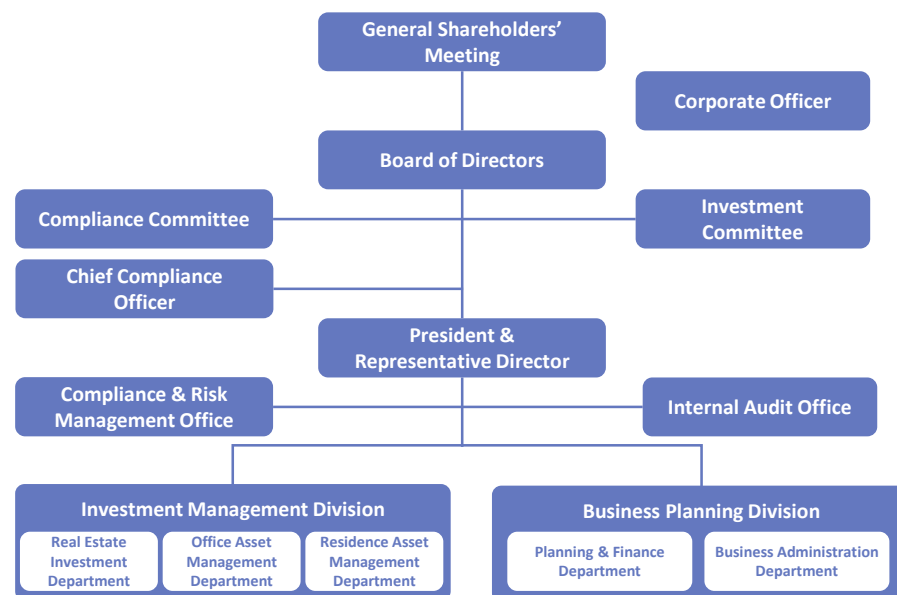 General Shareholders'
Meeting
Corporate Officer
Board of Directors
Compliance Committee
Investment
Committee
Chief Compliance
Officer
President &
Representative Director
Compliance & Risk
Management Office
Internal Audit Office
Investment Management Division
Real Estate
Investment
Department
Office Asset
Management
Department
Residence Asset
Management
Department
Business Planning Division
Planning & Finance
Department
Business Administration
Department